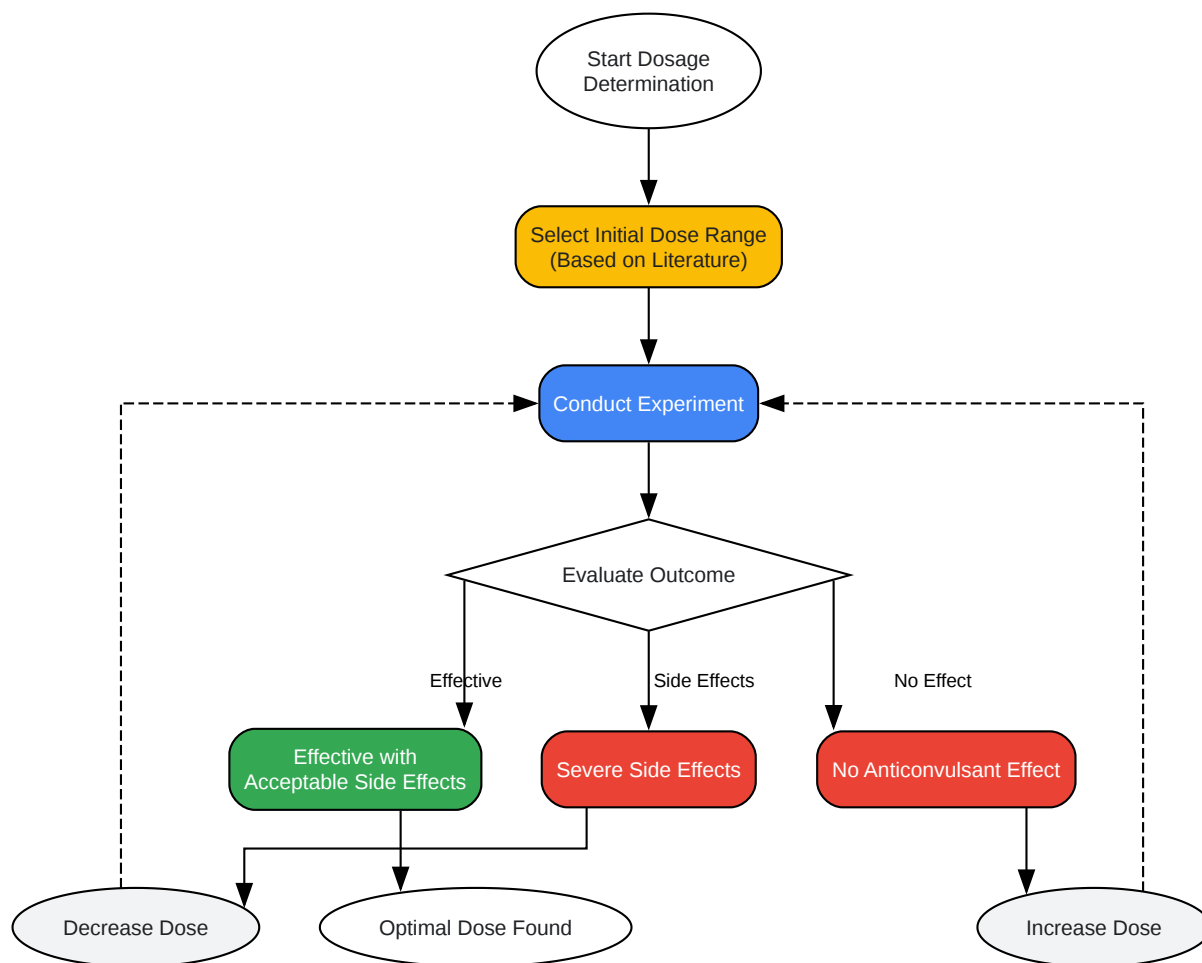 Start Dosage
Determination
Select Initial Dose Range
(Based on Literature)
Conduct Experiment
Evaluate Outcome
Effective
Side Effects
No Effect
Effective with
Acceptable Side Effects
Severe Side Effects
No Anticonvulsant Effect
Decrease Dose
Optimal Dose Found
Increase Dose